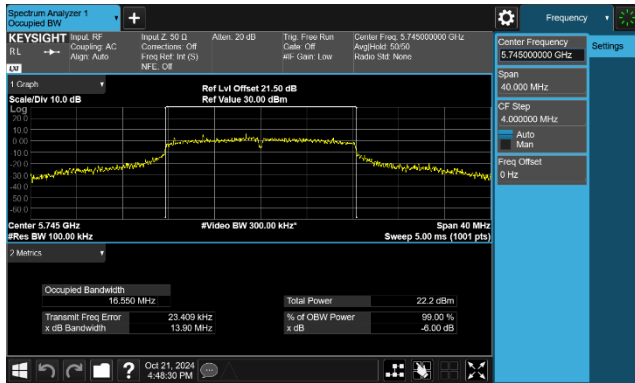 Spectrum Analyzer 1
Occupied BW
Frequency
KEYSIGHT
RL
LXI
Input: RF
Coupling: AC
Align: Auto
Input Z: 50 Ω
Corrections: Off
Freq Ref: Int (S)
NFE: Off
Atten: 20 dB
Trig: Free Run
Gate: Off
#IF Gain: Low
Center Freq: 5.745000000 GHz
Avg|Hold: 50/50
Radio Std: None
Center Frequency
5.745000000 GHz
Settings
Span
40.000 MHz
CF Step
4.000000 MHz
Auto
Man
Freq Offset
0 Hz
1 Graph
Scale/Div 10.0 dB
Ref Lvl Offset 21.50 dB
Ref Value 30.00 dBm
Log
20.0
10.0
0.00
-10.0
-20.0
-30.0
-40.0
-50.0
-60.0
Center 5.745 GHz
#Res BW 100.00 kHz
#Video BW 300.00 kHz*
Span 40 MHz
Sweep 5.00 ms (1001 pts)
2 Metrics
Occupied Bandwidth
16.550 MHz
Total Power 22.2 dBm
Transmit Freq Error 23.409 kHz
% of OBW Power 99.00 %
x dB Bandwidth 13.90 MHz
x dB -6.00 dB
?
Oct 21, 2024
4:48:30 PM